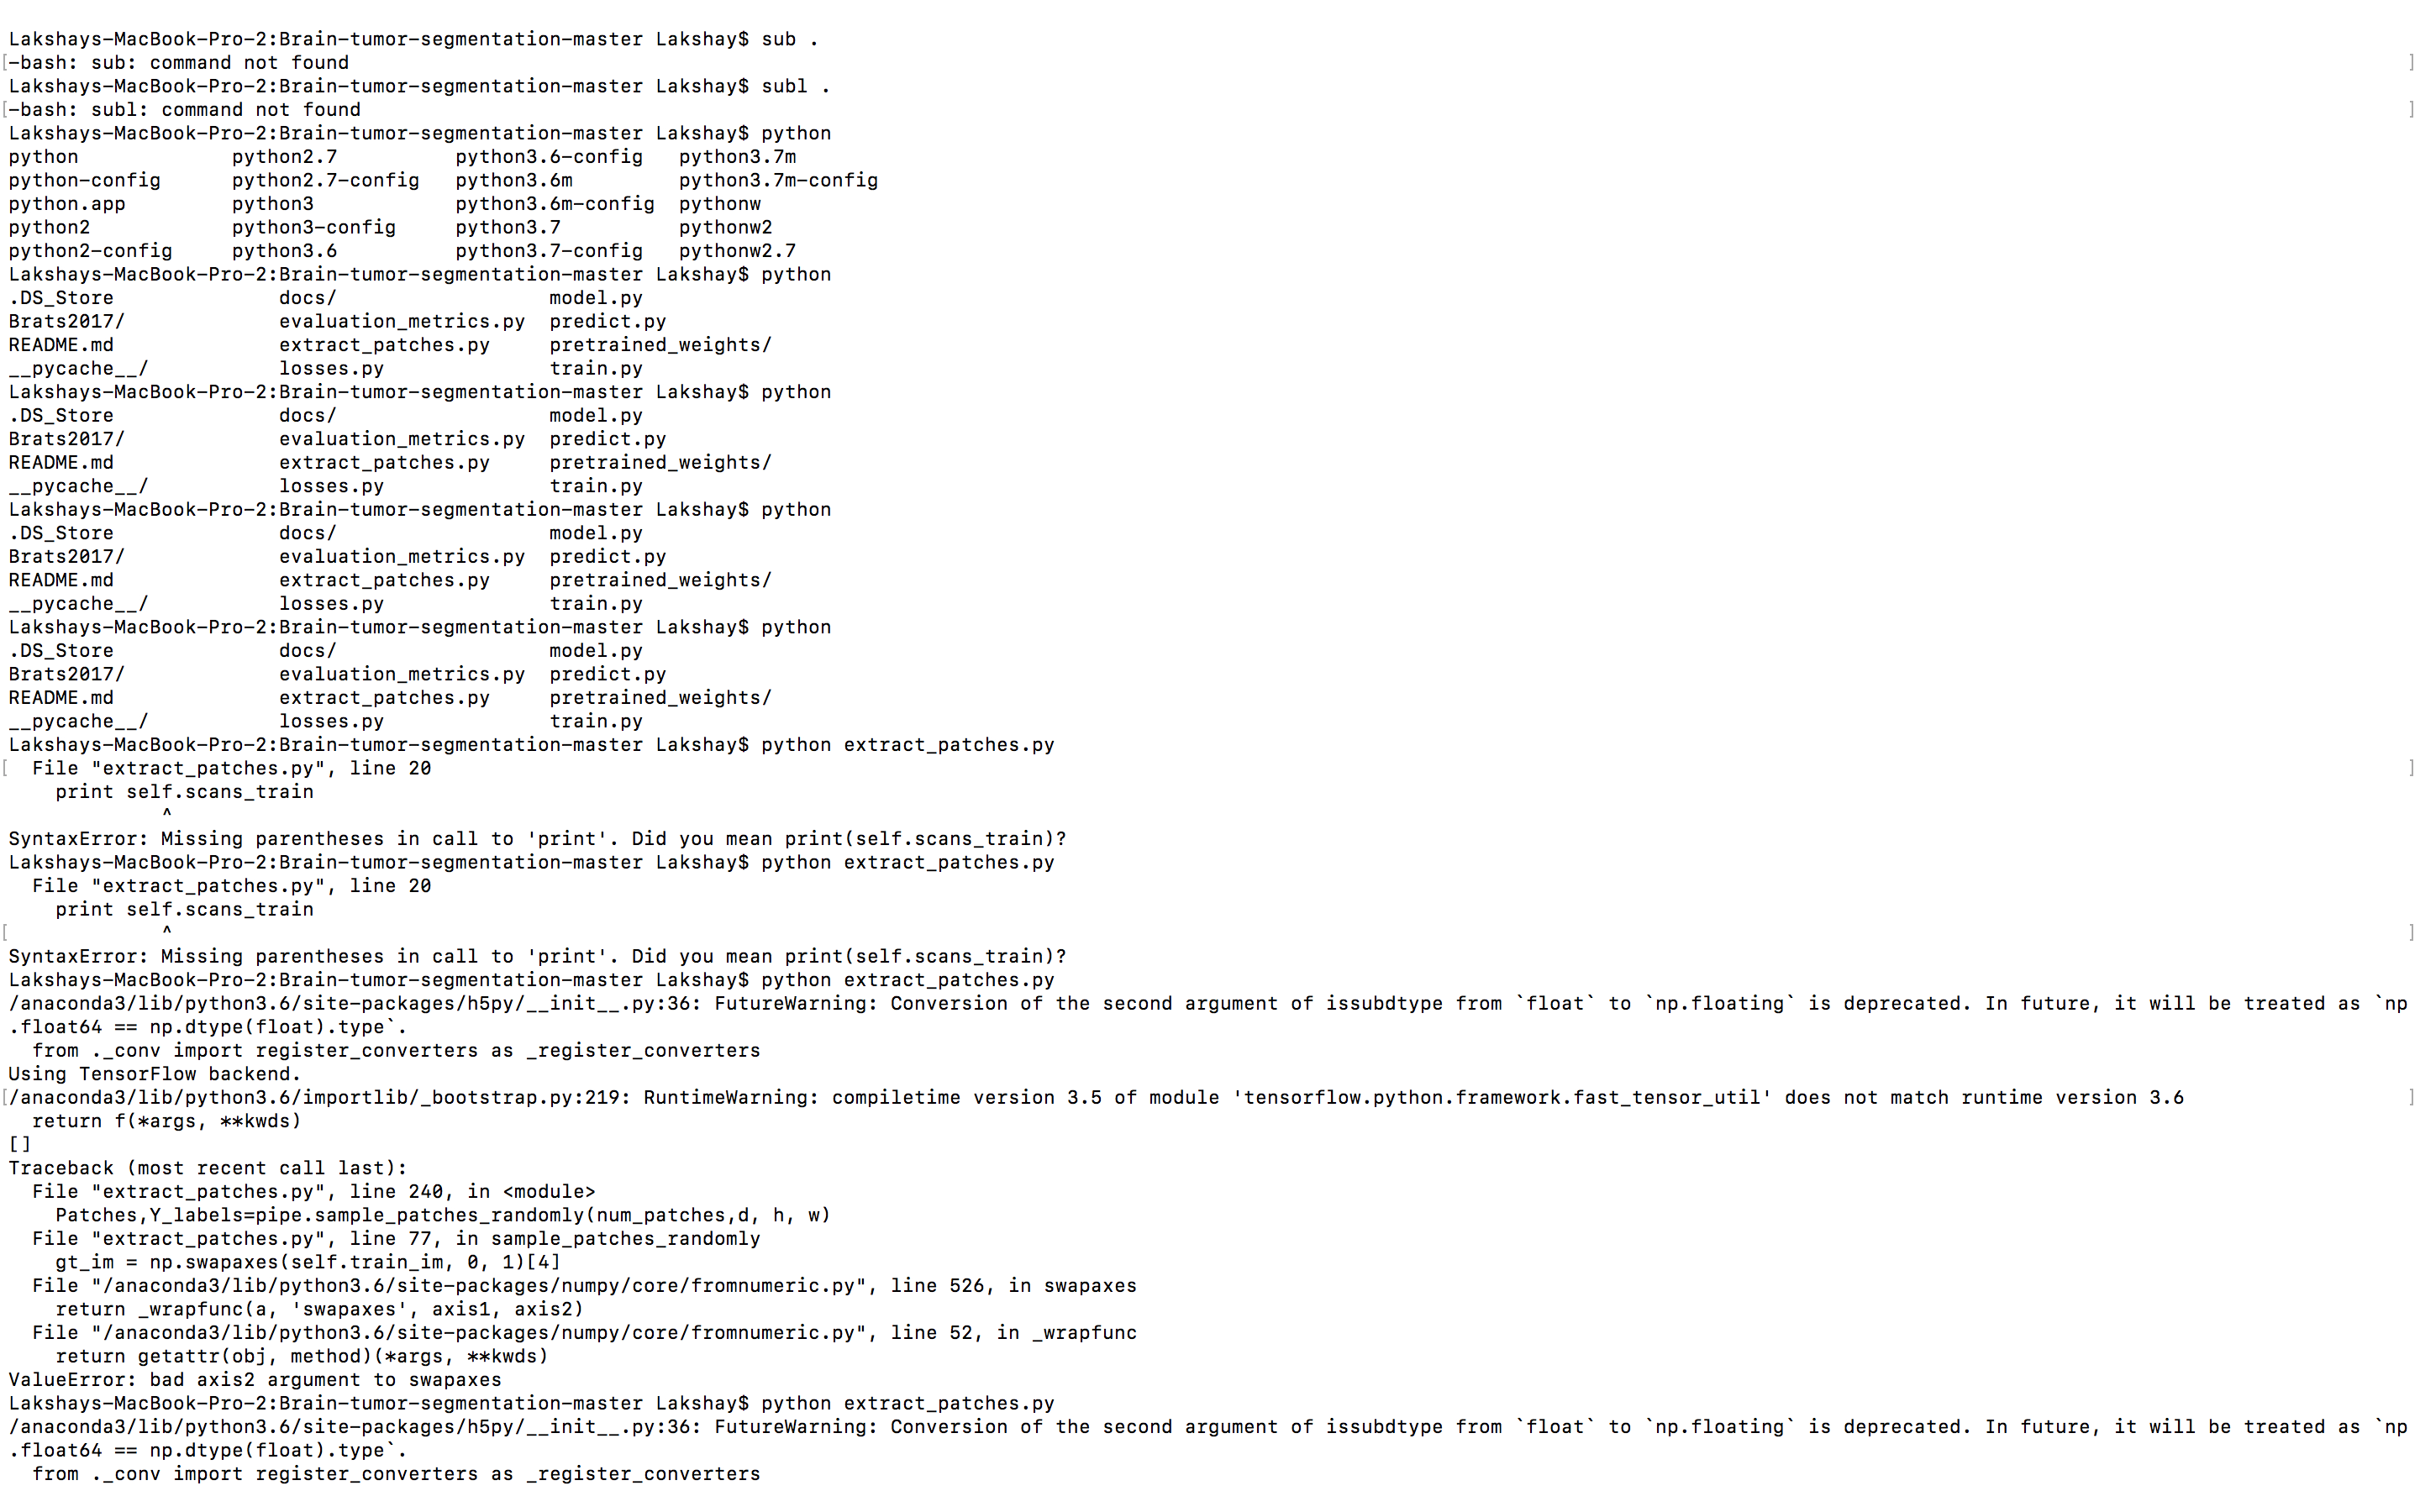 Lakshays-MacBook-Pro-2:Brain-tumor-segmentation-master Lakshay$ sub .
[-bash: sub: command not found ]
Lakshays-MacBook-Pro-2:Brain-tumor-segmentation-master Lakshay$ subl .
[-bash: subl: command not found ]
Lakshays-MacBook-Pro-2:Brain-tumor-segmentation-master Lakshay$ python
python python2.7 python3.6-config python3.7m
python-config python2.7-config python3.6m python3.7m-config
python.app python3 python3.6m-config pythonw
python2 python3-config python3.7 pythonw2
python2-config python3.6 python3.7-config pythonw2.7
Lakshays-MacBook-Pro-2:Brain-tumor-segmentation-master Lakshay$ python
.DS_Store docs/ model.py
Brats2017/ evaluation_metrics.py predict.py
README.md extract_patches.py pretrained_weights/
__pycache__/ losses.py train.py
Lakshays-MacBook-Pro-2:Brain-tumor-segmentation-master Lakshay$ python
.DS_Store docs/ model.py
Brats2017/ evaluation_metrics.py predict.py
README.md extract_patches.py pretrained_weights/
__pycache__/ losses.py train.py
Lakshays-MacBook-Pro-2:Brain-tumor-segmentation-master Lakshay$ python
.DS_Store docs/ model.py
Brats2017/ evaluation_metrics.py predict.py
README.md extract_patches.py pretrained_weights/
__pycache__/ losses.py train.py
Lakshays-MacBook-Pro-2:Brain-tumor-segmentation-master Lakshay$ python
.DS_Store docs/ model.py
Brats2017/ evaluation_metrics.py predict.py
README.md extract_patches.py pretrained_weights/
__pycache__/ losses.py train.py
Lakshays-MacBook-Pro-2:Brain-tumor-segmentation-master Lakshay$ python extract_patches.py
[  File "extract_patches.py", line 20 ]
    print self.scans_train
             ^
SyntaxError: Missing parentheses in call to 'print'. Did you mean print(self.scans_train)?
Lakshays-MacBook-Pro-2:Brain-tumor-segmentation-master Lakshay$ python extract_patches.py
  File "extract_patches.py", line 20
    print self.scans_train
[            ^ ]
SyntaxError: Missing parentheses in call to 'print'. Did you mean print(self.scans_train)?
Lakshays-MacBook-Pro-2:Brain-tumor-segmentation-master Lakshay$ python extract_patches.py
/anaconda3/lib/python3.6/site-packages/h5py/__init__.py:36: FutureWarning: Conversion of the second argument of issubdtype from `float` to `np.floating` is deprecated. In future, it will be treated as `np
.float64 == np.dtype(float).type`.
  from ._conv import register_converters as _register_converters
Using TensorFlow backend.
[/anaconda3/lib/python3.6/importlib/_bootstrap.py:219: RuntimeWarning: compiletime version 3.5 of module 'tensorflow.python.framework.fast_tensor_util' does not match runtime version 3.6 ]
  return f(*args, **kwds)
[]
Traceback (most recent call last):
  File "extract_patches.py", line 240, in <module>
    Patches,Y_labels=pipe.sample_patches_randomly(num_patches,d, h, w)
  File "extract_patches.py", line 77, in sample_patches_randomly
    gt_im = np.swapaxes(self.train_im, 0, 1)[4]
  File "/anaconda3/lib/python3.6/site-packages/numpy/core/fromnumeric.py", line 526, in swapaxes
    return _wrapfunc(a, 'swapaxes', axis1, axis2)
  File "/anaconda3/lib/python3.6/site-packages/numpy/core/fromnumeric.py", line 52, in _wrapfunc
    return getattr(obj, method)(*args, **kwds)
ValueError: bad axis2 argument to swapaxes
Lakshays-MacBook-Pro-2:Brain-tumor-segmentation-master Lakshay$ python extract_patches.py
/anaconda3/lib/python3.6/site-packages/h5py/__init__.py:36: FutureWarning: Conversion of the second argument of issubdtype from `float` to `np.floating` is deprecated. In future, it will be treated as `np
.float64 == np.dtype(float).type`.
  from ._conv import register_converters as _register_converters